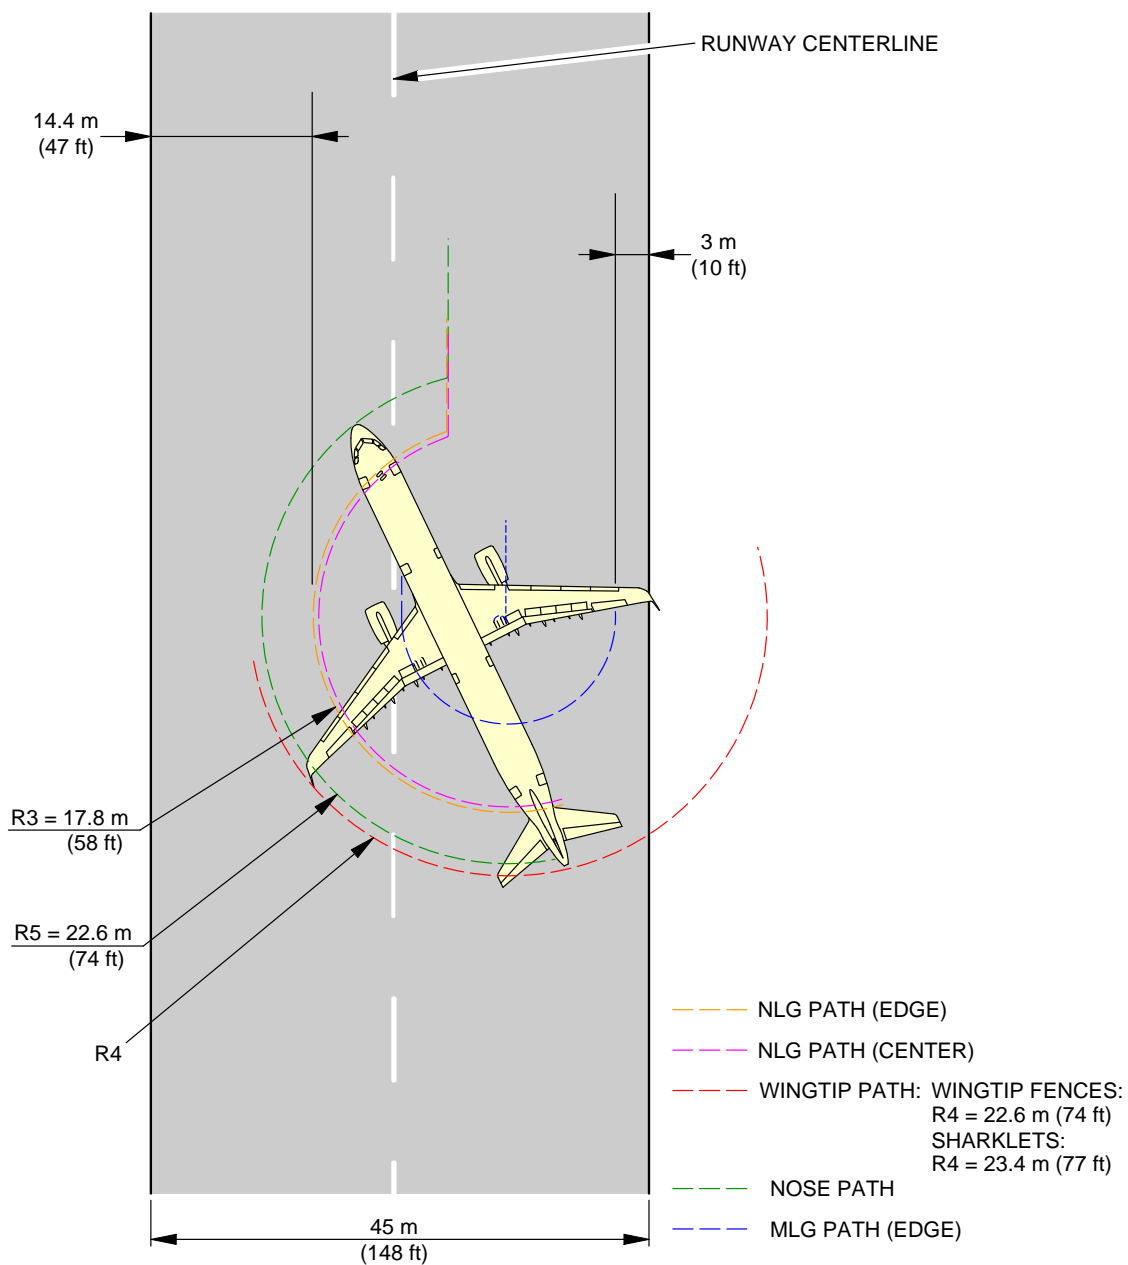 RUNWAY CENTERLINE
14.4 m
(47 ft)
3 m
(10 ft)
R3 = 17.8 m
(58 ft)
R5 = 22.6 m
(74 ft)
R4
NLG PATH (EDGE)
NLG PATH (CENTER)
WINGTIP PATH: WINGTIP FENCES:
R4 = 22.6 m (74 ft)
SHARKLETS:
R4 = 23.4 m (77 ft)
NOSE PATH
MLG PATH (EDGE)
45 m
(148 ft)